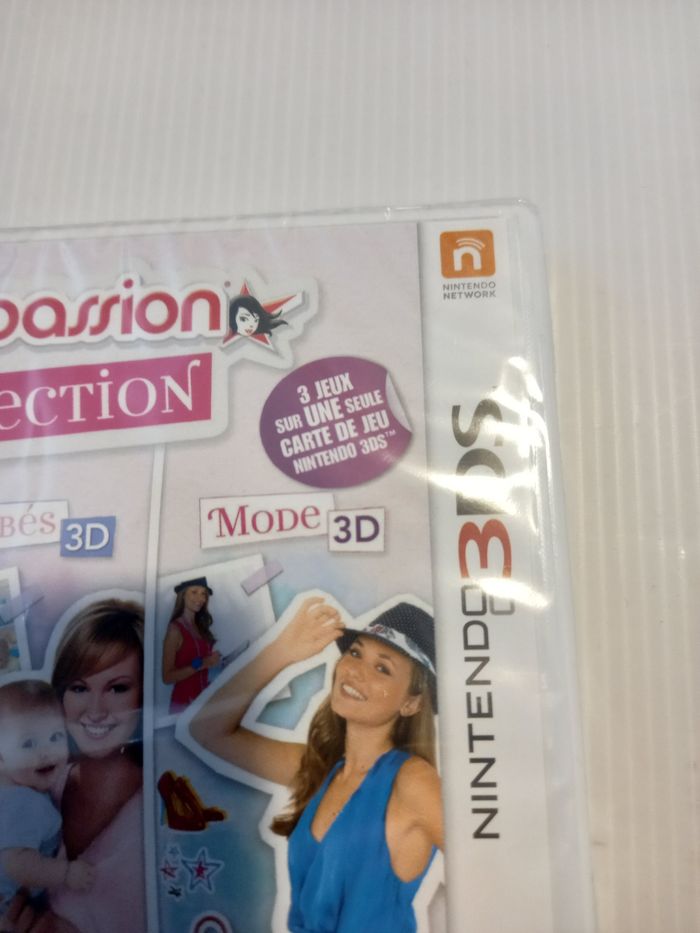 passion
ECTION
3 JEUX
SUR UNE SEULE
CARTE DE JEU
NINTENDO 3DS™
BÉS 3D
MODE 3D
NINTENDO NETWORK
NINTENDO 3DS